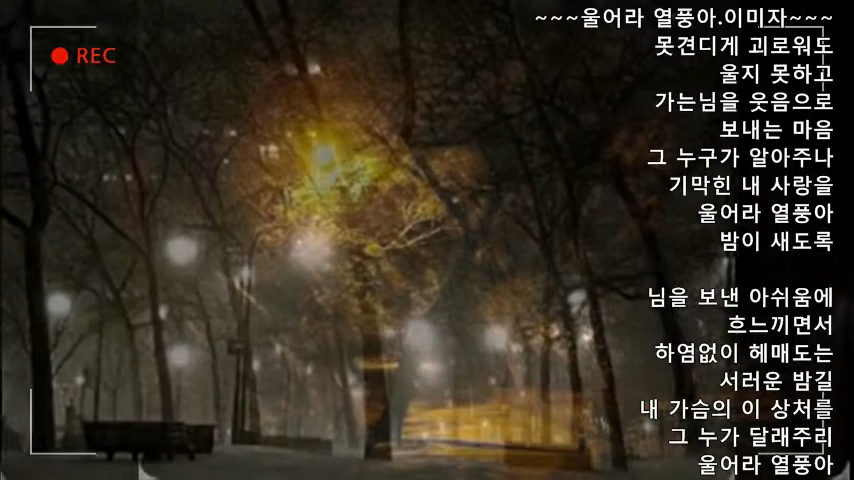 ~~~울어라 열풍아.이미자~~~
REC
못견디게 괴로워도
울지 못하고
가는님을 웃음으로
보내는 마음
그 누구가 알아주나
기막힌 내 사랑을
울어라 열풍아
밤이 새도록
님을 보낸 아쉬움에
흐느끼면서
하염없이 헤매도는
서러운 밤길
내 가슴의 이 상처를
그 누가 달래주리
울어라 열풍아